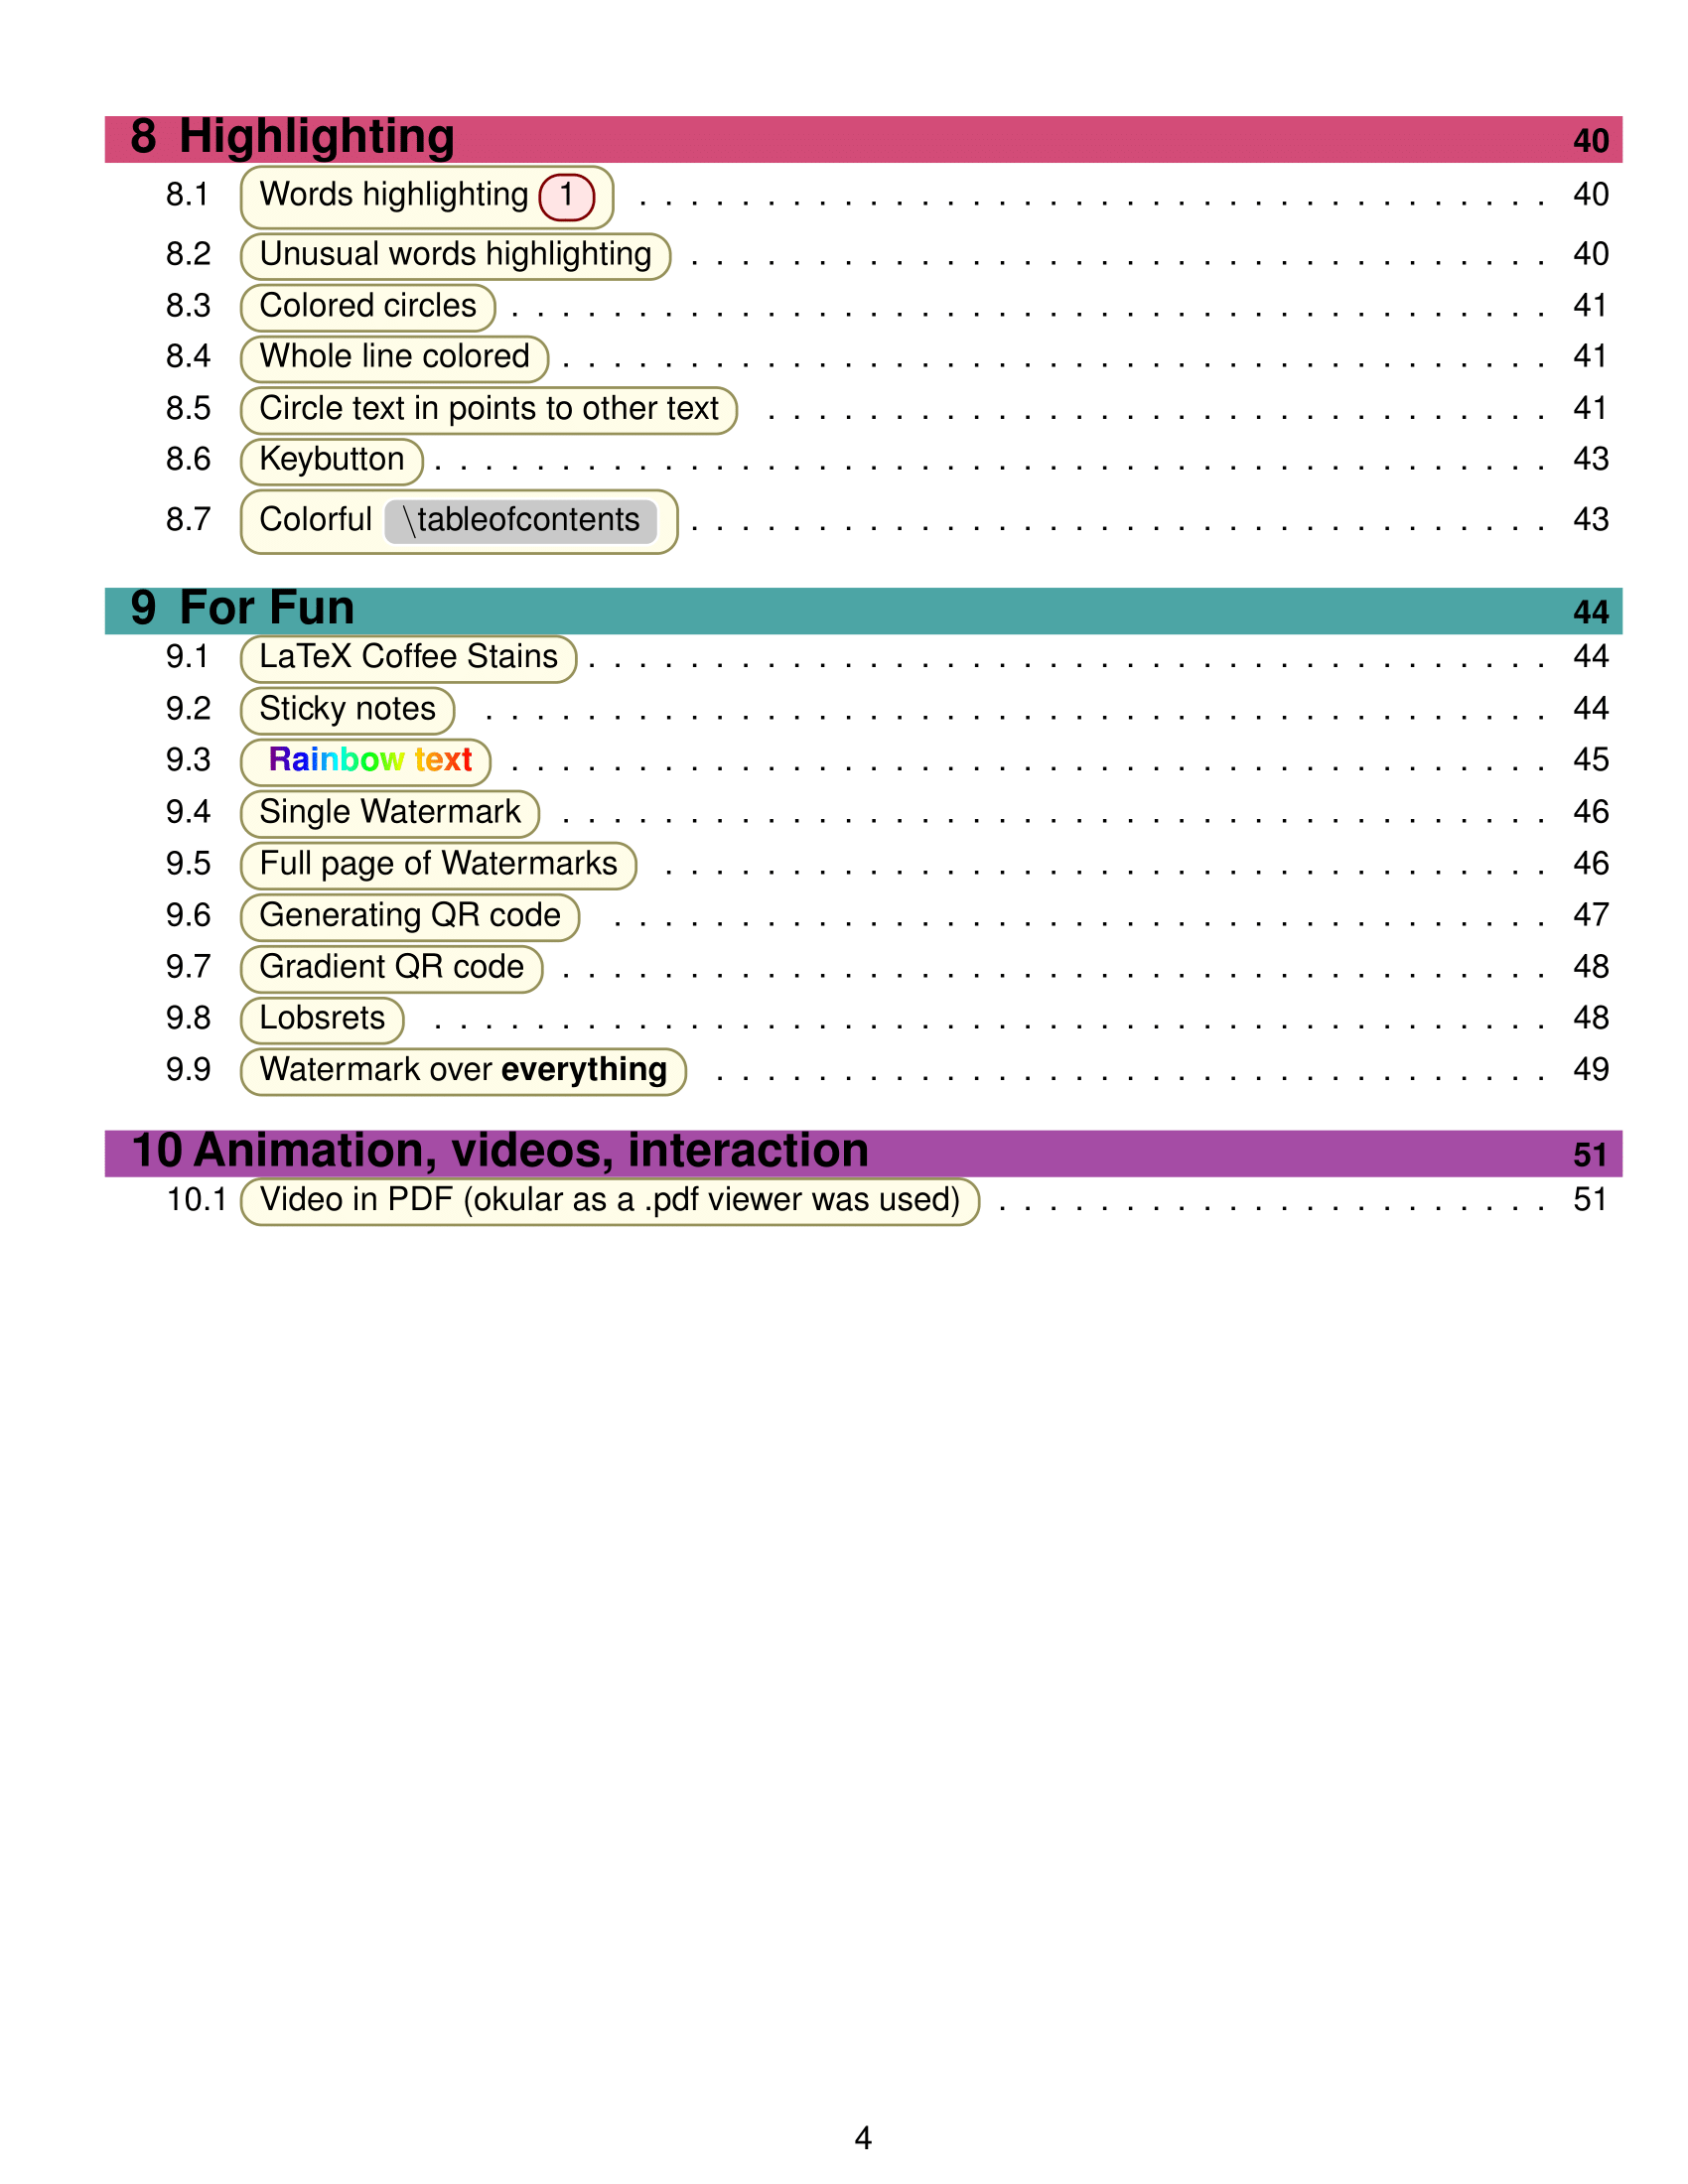 8 Highlighting 40
8.1 Words highlighting 1 . . . . . . . . . . . . . . . . . . . . . . . . . . . . . . . . . . . . 40
8.2 Unusual words highlighting . . . . . . . . . . . . . . . . . . . . . . . . . . . . . . . . . . 40
8.3 Colored circles . . . . . . . . . . . . . . . . . . . . . . . . . . . . . . . . . . . . . . . . . 41
8.4 Whole line colored . . . . . . . . . . . . . . . . . . . . . . . . . . . . . . . . . . . . . . . 41
8.5 Circle text in points to other text . . . . . . . . . . . . . . . . . . . . . . . . . . . . . . . 41
8.6 Keybutton . . . . . . . . . . . . . . . . . . . . . . . . . . . . . . . . . . . . . . . . . . . . 43
8.7 Colorful \tableofcontents . . . . . . . . . . . . . . . . . . . . . . . . . . . . . . . . . . 43
9 For Fun 44
9.1 LaTeX Coffee Stains . . . . . . . . . . . . . . . . . . . . . . . . . . . . . . . . . . . . . . 44
9.2 Sticky notes . . . . . . . . . . . . . . . . . . . . . . . . . . . . . . . . . . . . . . . . . . 44
9.3 Rainbow text . . . . . . . . . . . . . . . . . . . . . . . . . . . . . . . . . . . . . . . . . 45
9.4 Single Watermark . . . . . . . . . . . . . . . . . . . . . . . . . . . . . . . . . . . . . . . 46
9.5 Full page of Watermarks . . . . . . . . . . . . . . . . . . . . . . . . . . . . . . . . . . . 46
9.6 Generating QR code . . . . . . . . . . . . . . . . . . . . . . . . . . . . . . . . . . . . . 47
9.7 Gradient QR code . . . . . . . . . . . . . . . . . . . . . . . . . . . . . . . . . . . . . . . 48
9.8 Lobsrets . . . . . . . . . . . . . . . . . . . . . . . . . . . . . . . . . . . . . . . . . . . . 48
9.9 Watermark over everything . . . . . . . . . . . . . . . . . . . . . . . . . . . . . . . . . 49
10 Animation, videos, interaction 51
10.1 Video in PDF (okular as a .pdf viewer was used) . . . . . . . . . . . . . . . . . . . . . . 51
4